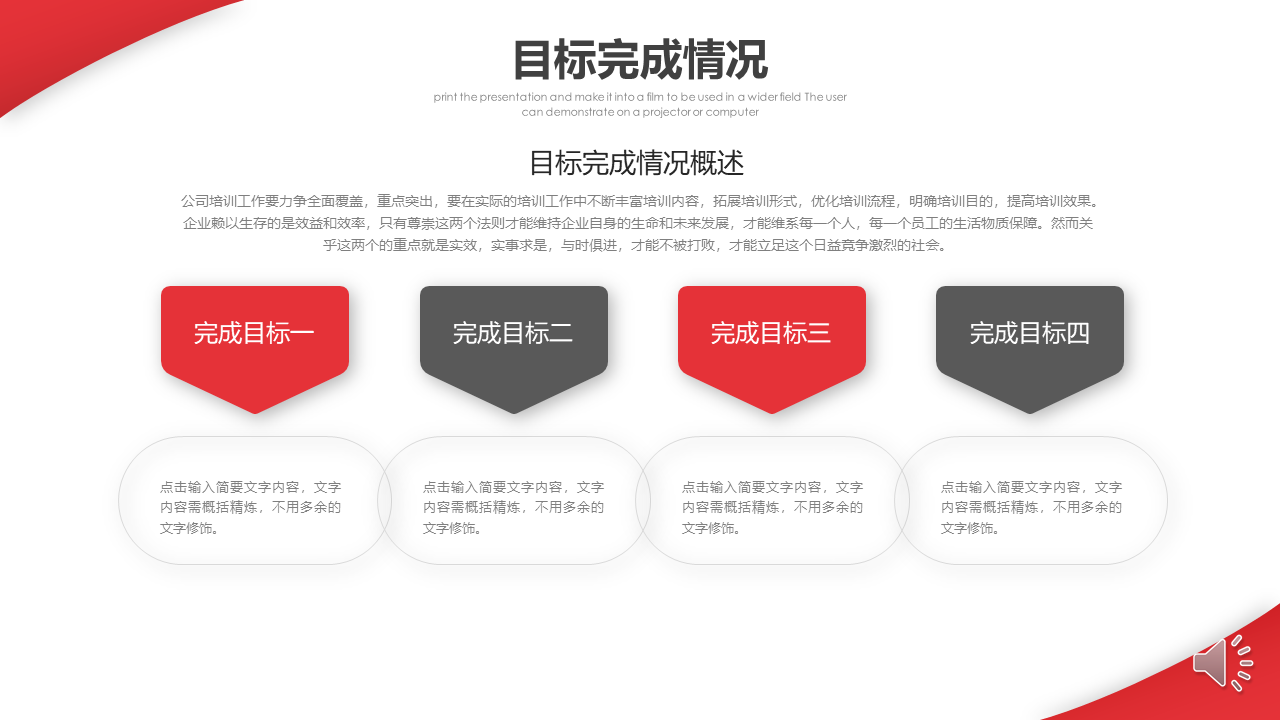 目标完成情况
print the presentation and make it into a film to be used in a wider field The user
can demonstrate on a projector or computer
目标完成情况概述
公司培训工作要力争全面覆盖，重点突出，要在实际的培训工作中不断丰富培训内容，拓展培训形式，优化培训流程，明确培训目的，提高培训效果。
企业赖以生存的是效益和效率，只有尊崇这两个法则才能维持企业自身的生命和未来发展，才能维系每一个人，每一个员工的生活物质保障。然而关
乎这两个的重点就是实效，实事求是，与时俱进，才能不被打败，才能立足这个日益竞争激烈的社会。
完成目标一
完成目标二
完成目标三
完成目标四
点击输入简要文字内容，文字
内容需概括精炼，不用多余的
文字修饰。
点击输入简要文字内容，文字
内容需概括精炼，不用多余的
文字修饰。
点击输入简要文字内容，文字
内容需概括精炼，不用多余的
文字修饰。
点击输入简要文字内容，文字
内容需概括精炼，不用多余的
文字修饰。